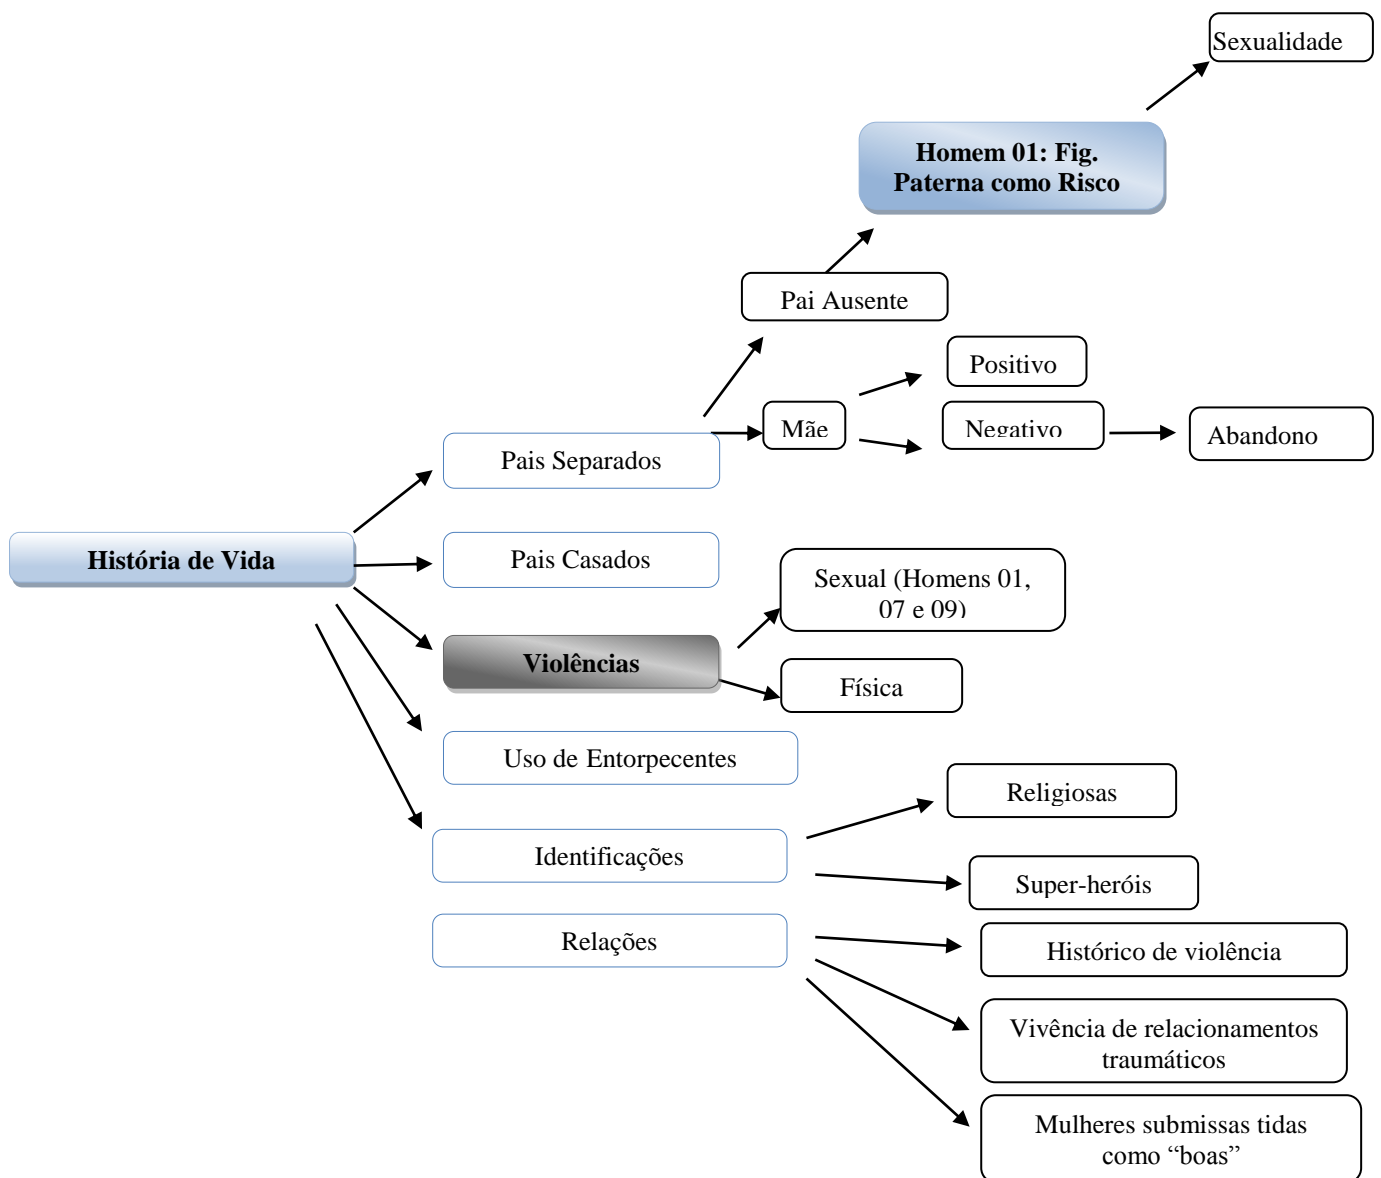 Sexualidade
Homem 01: Fig.
Paterna como Risco
Pai Ausente
Positivo
Mãe
Negativo
Abandono
Pais Separados
História de Vida
Pais Casados
Sexual (Homens 01,
07 e 09)
Violências
Física
Uso de Entorpecentes
Religiosas
Identificações
Super-heróis
Relações
Histórico de violência
Vivência de relacionamentos
traumáticos
Mulheres submissas tidas
como “boas”